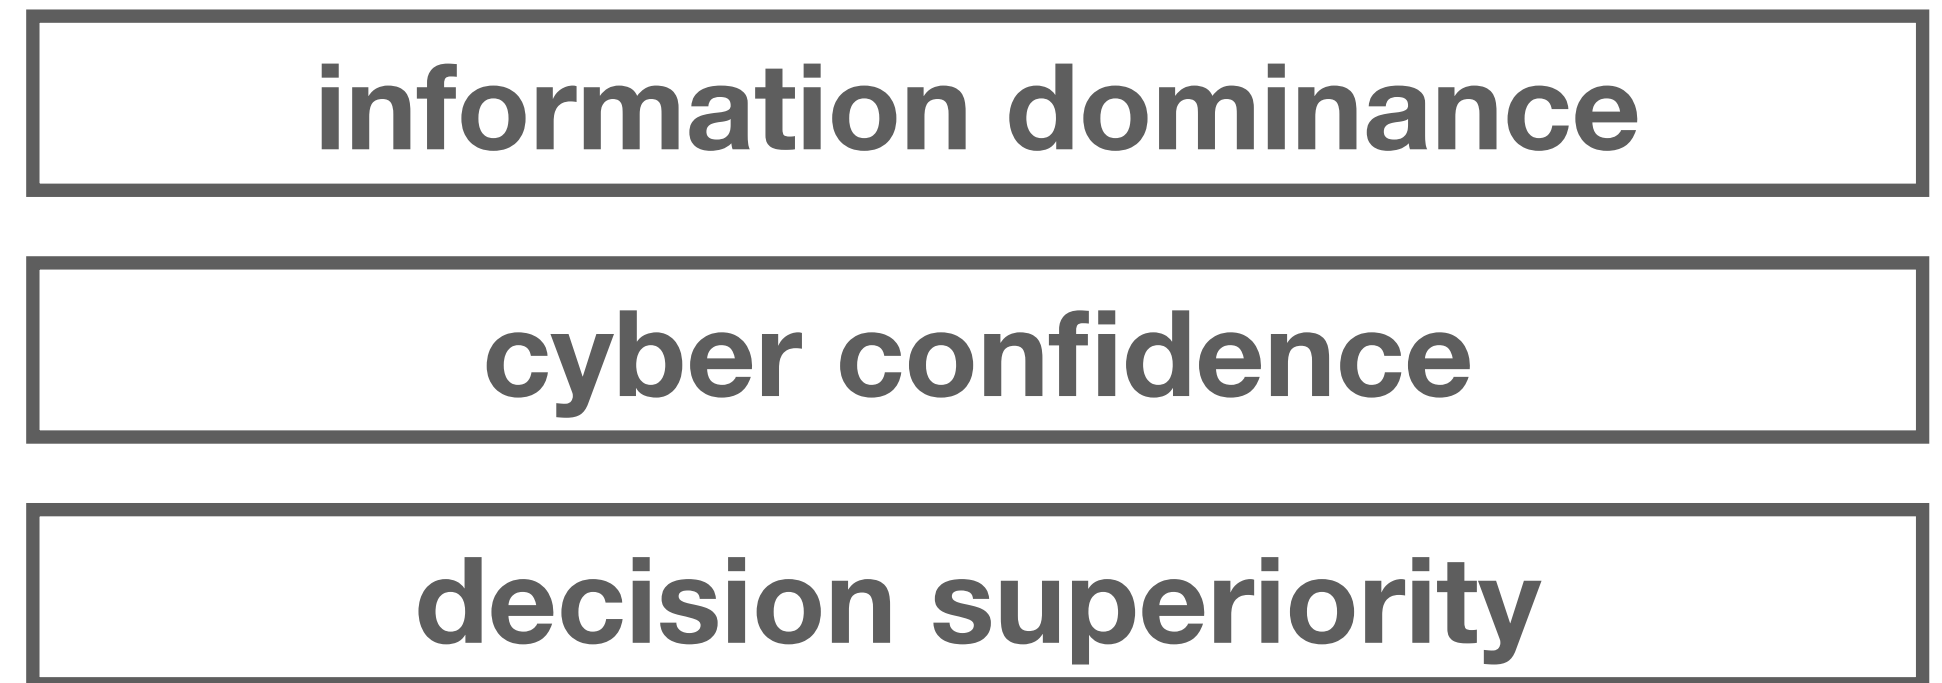 information dominance
cyber confidence
decision superiority